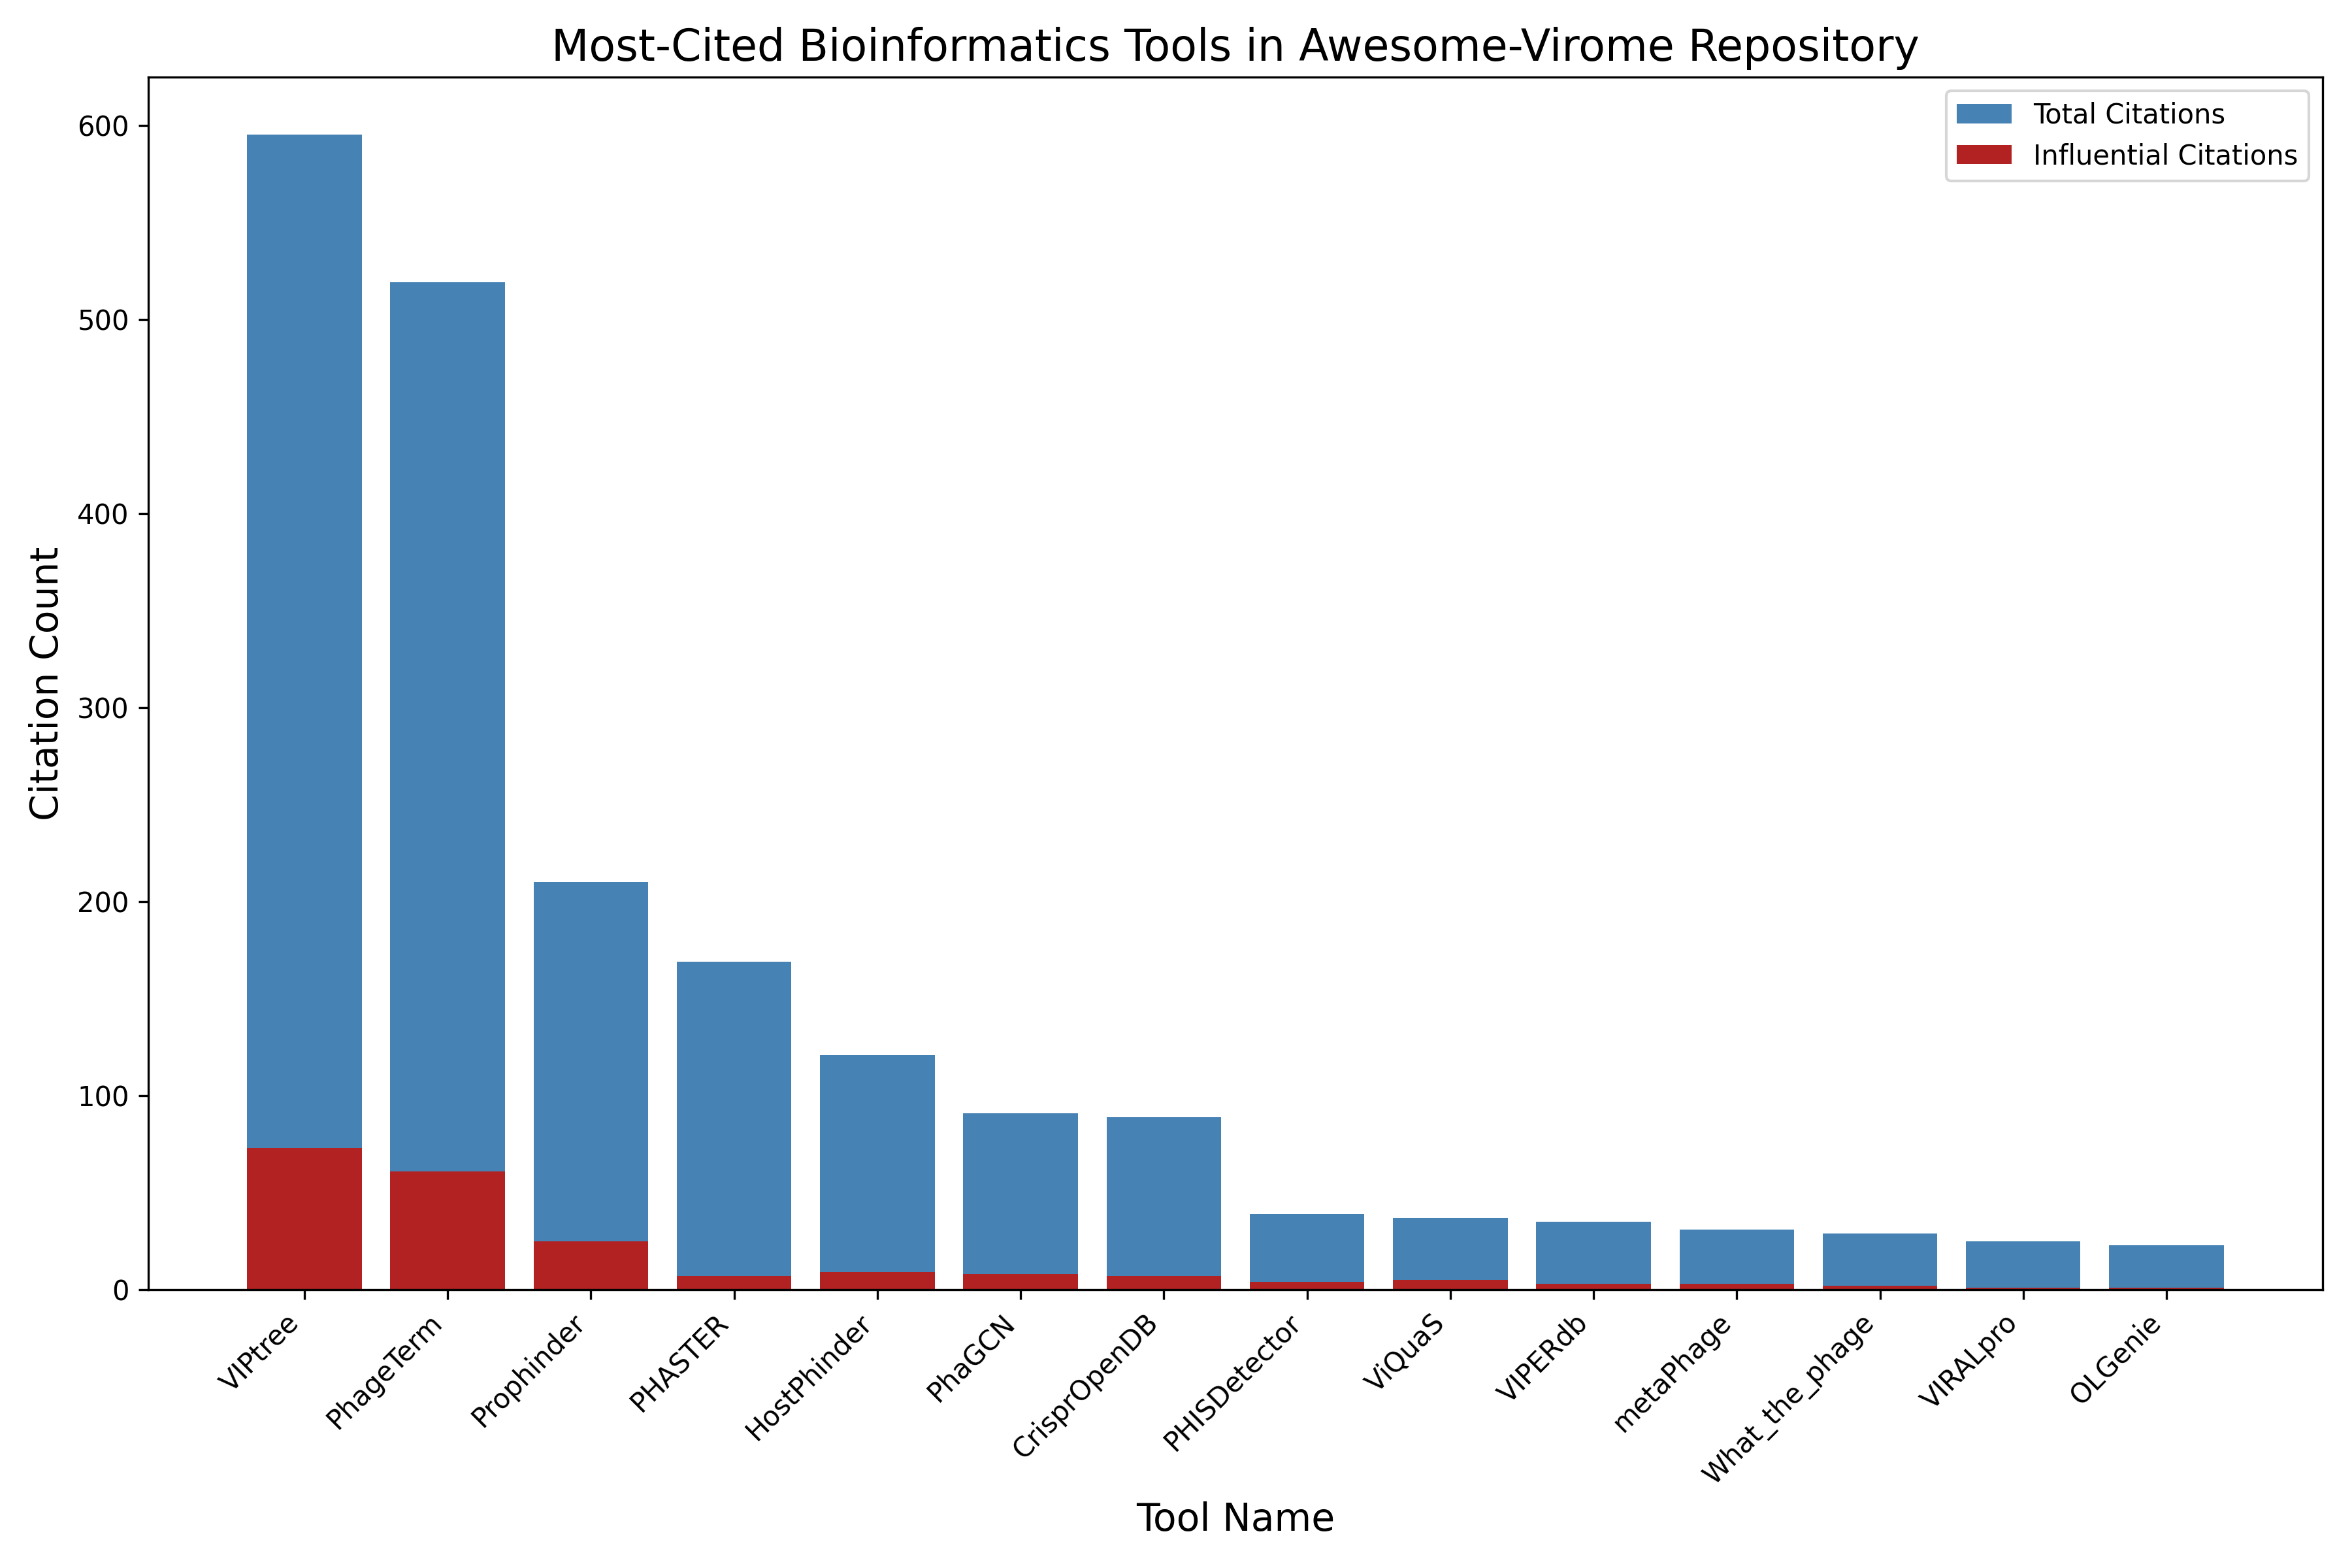 Most-Cited Bioinformatics Tools in Awesome-Virome Repository
Total Citations
Influential Citations
Citation Count
600
500
400
300
200
100
0
VIPtree
PhageTerm
Prophinder
PHASTER
HostPhinder
PhaGCN
CrisprOpenDB
PHISDetector
ViQuaS
VIPERdb
metaPhage
What_the_phage
VIRALpro
OLGenie
Tool Name